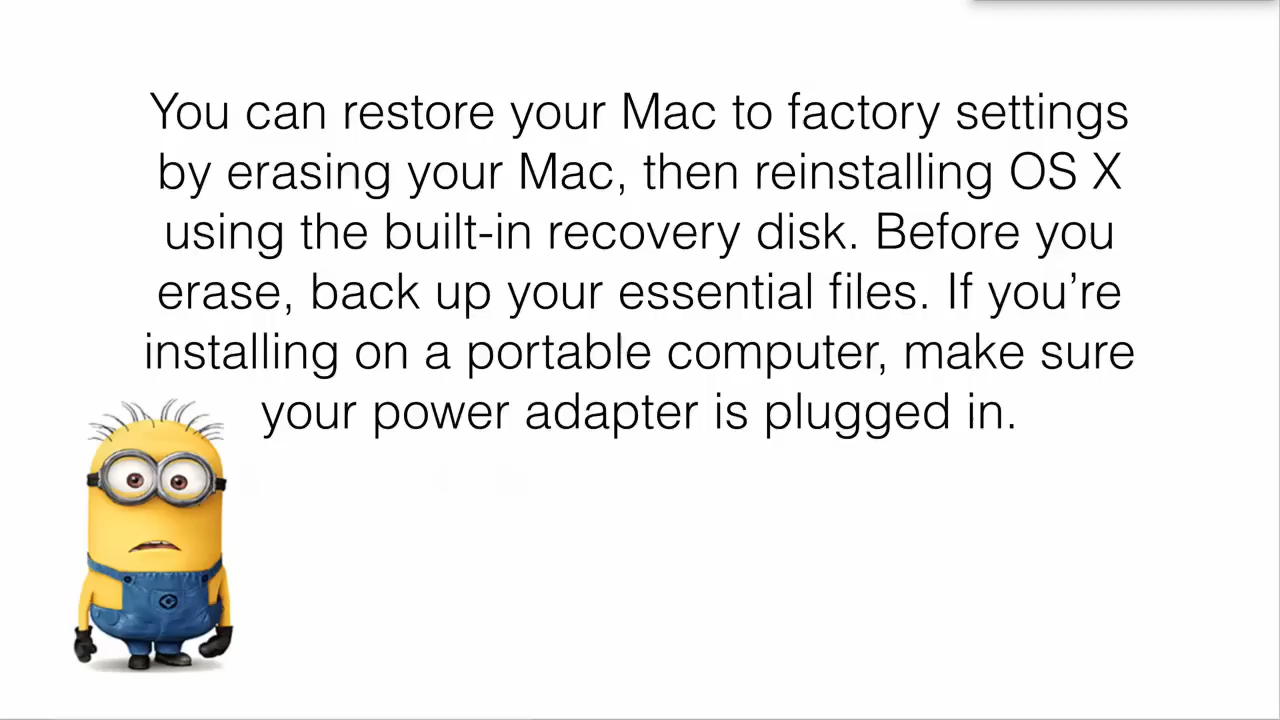 You can restore your Mac to factory settings
by erasing your Mac, then reinstalling OS X
using the built-in recovery disk. Before you
erase, back up your essential files. If you’re
installing on a portable computer, make sure
your power adapter is plugged in.